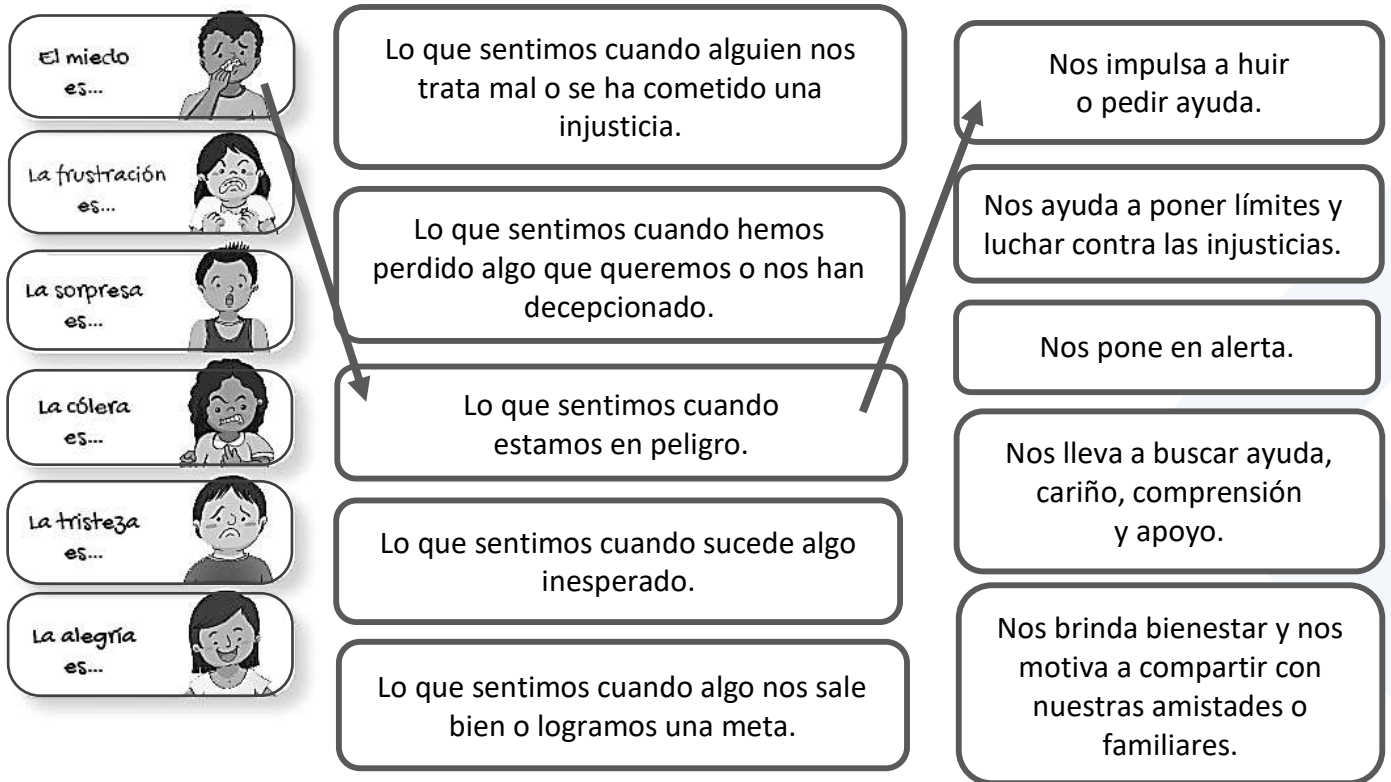 El miedo
es...
La frustración
es...
La sorpresa
es...
La cólera
es...
La tristeza
es...
La alegría
es...
Lo que sentimos cuando alguien nos
trata mal o se ha cometido una
injusticia.
Lo que sentimos cuando hemos
perdido algo que queremos o nos han
decepcionado.
Lo que sentimos cuando
estamos en peligro.
Lo que sentimos cuando sucede algo
inesperado.
Lo que sentimos cuando algo nos sale
bien o logramos una meta.
Nos impulsa a huir
o pedir ayuda.
Nos ayuda a poner límites y
luchar contra las injusticias.
Nos pone en alerta.
Nos lleva a buscar ayuda,
cariño, comprensión
y apoyo.
Nos brinda bienestar y nos
motiva a compartir con
nuestras amistades o
familiares.